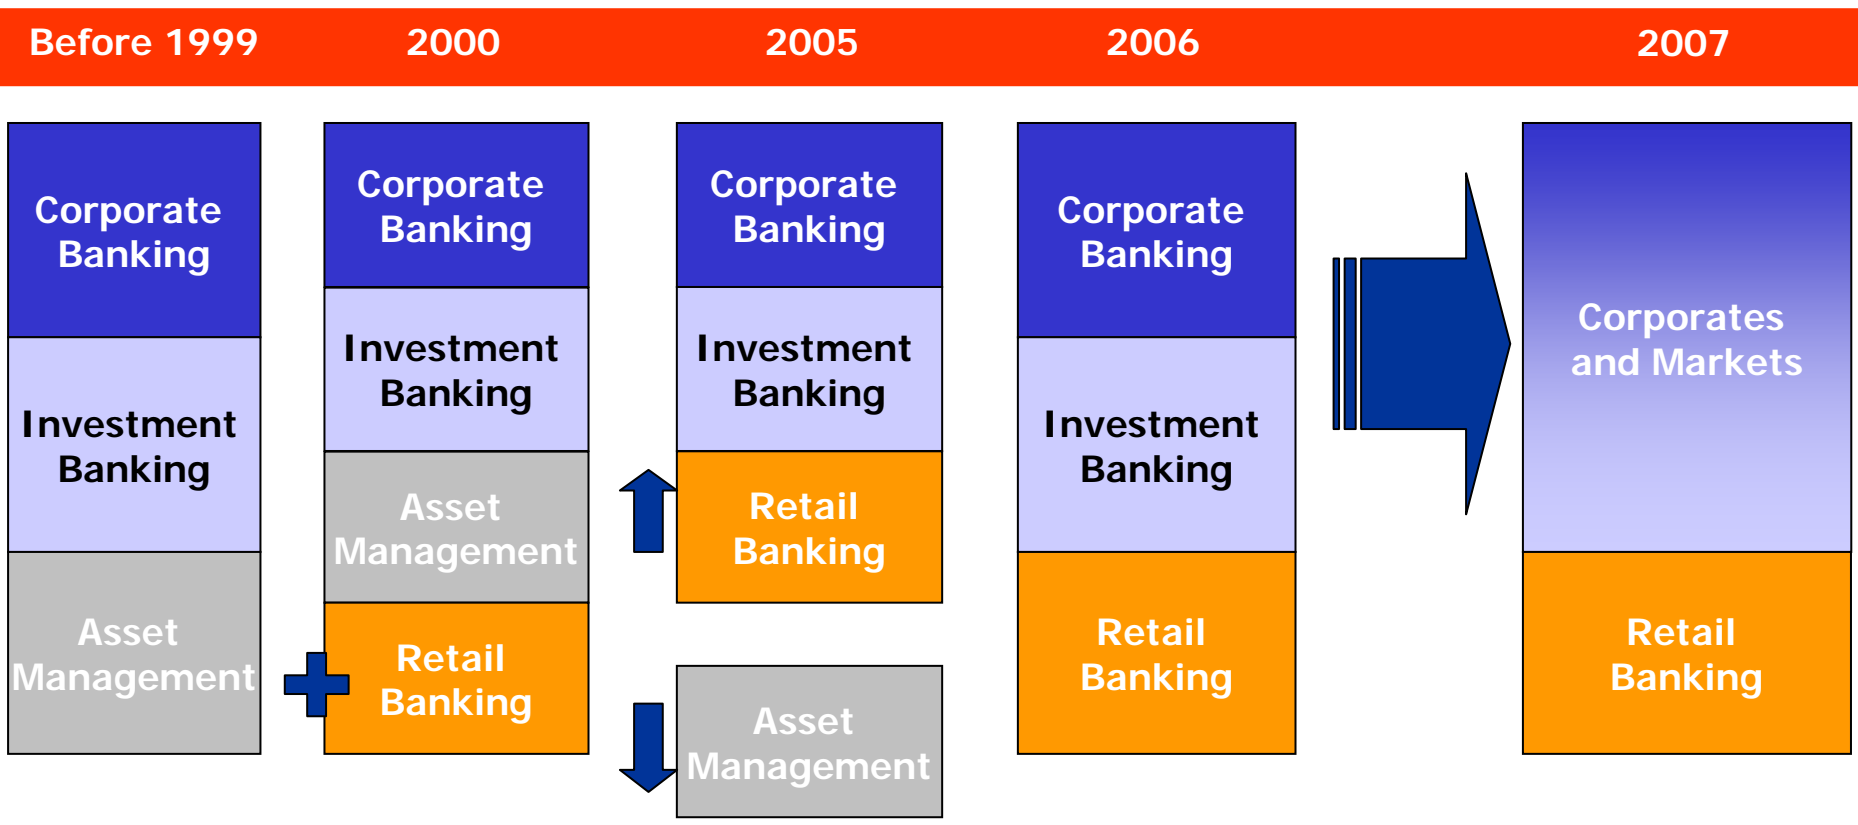 Before 1999
2000
2005
2006
2007
Corporate
Banking
Investment
Banking
Asset
Management
Corporate
Banking
Investment
Banking
Asset
Management
Retail
Banking
Corporate
Banking
Investment
Banking
Retail
Banking
Asset
Management
Corporate
Banking
Investment
Banking
Retail
Banking
Corporates
and Markets
Retail
Banking